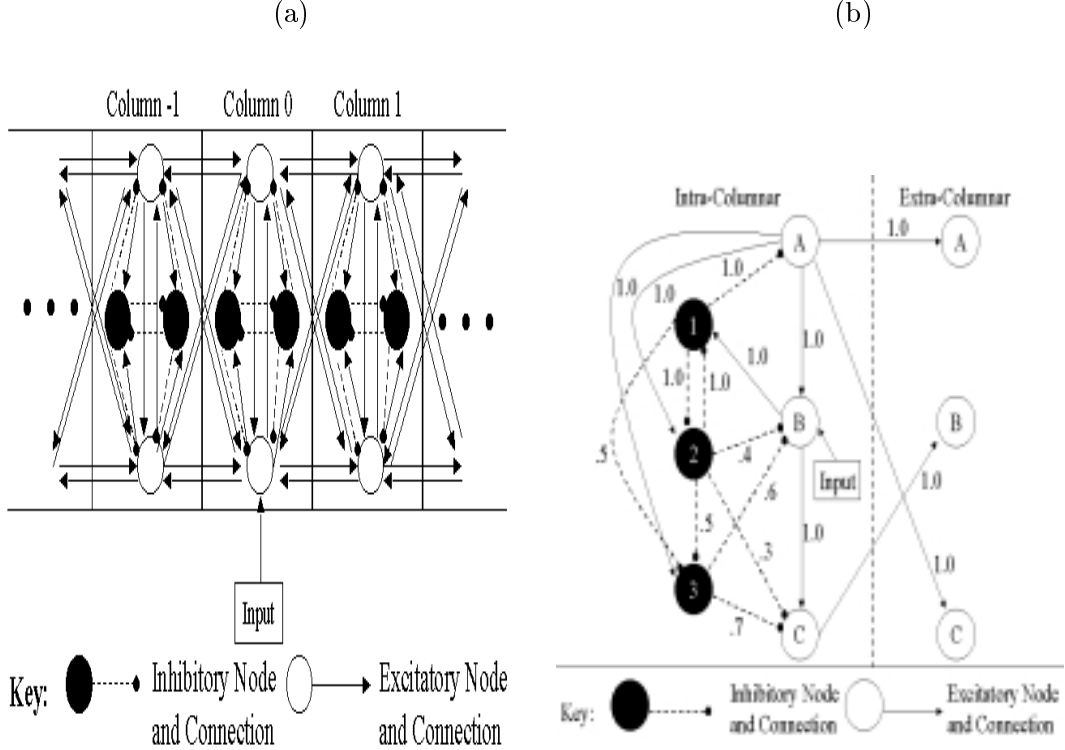 (a)
Column -1 Column 0 Column 1
Input
Key:
Inhibitory Node
and Connection
Excitatory Node
and Connection
(b)
Intra-Columnar Extra-Columnar
A 1.0 A
1.0
1.0 1.0
1
1.0
1.0
1.0 1.0
B B
2 .4
.5 Input
.6 1.0
.5 1.0
.3
1.0
3
.7 C C
Key:
Inhibitory Node
and Connection
Excitatory Node
and Connection